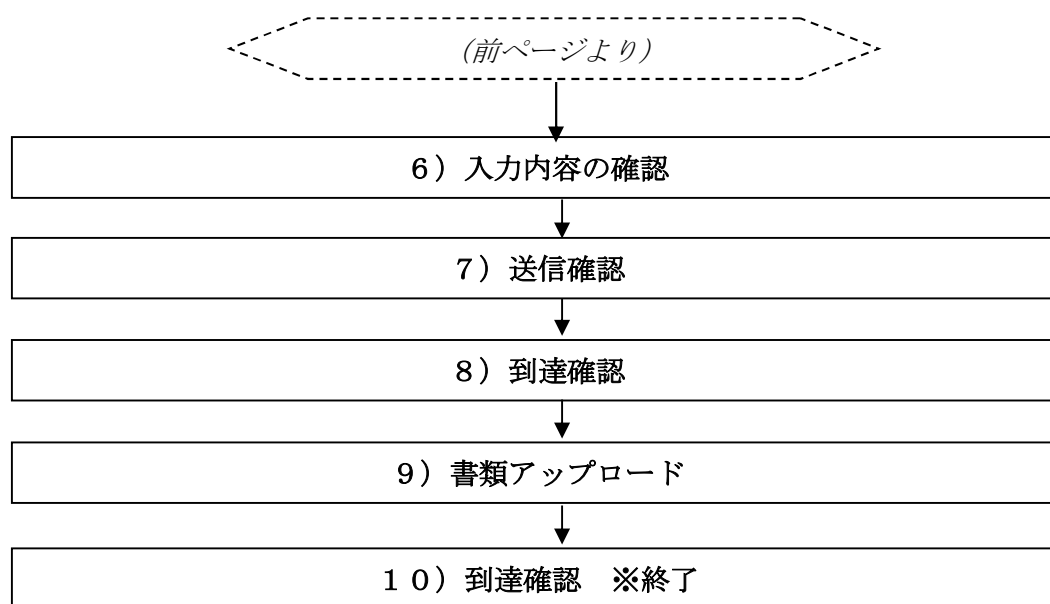 (前ページより)
６）入力内容の確認
７）送信確認
８）到達確認
９）書類アップロード
１０）到達確認　※終了